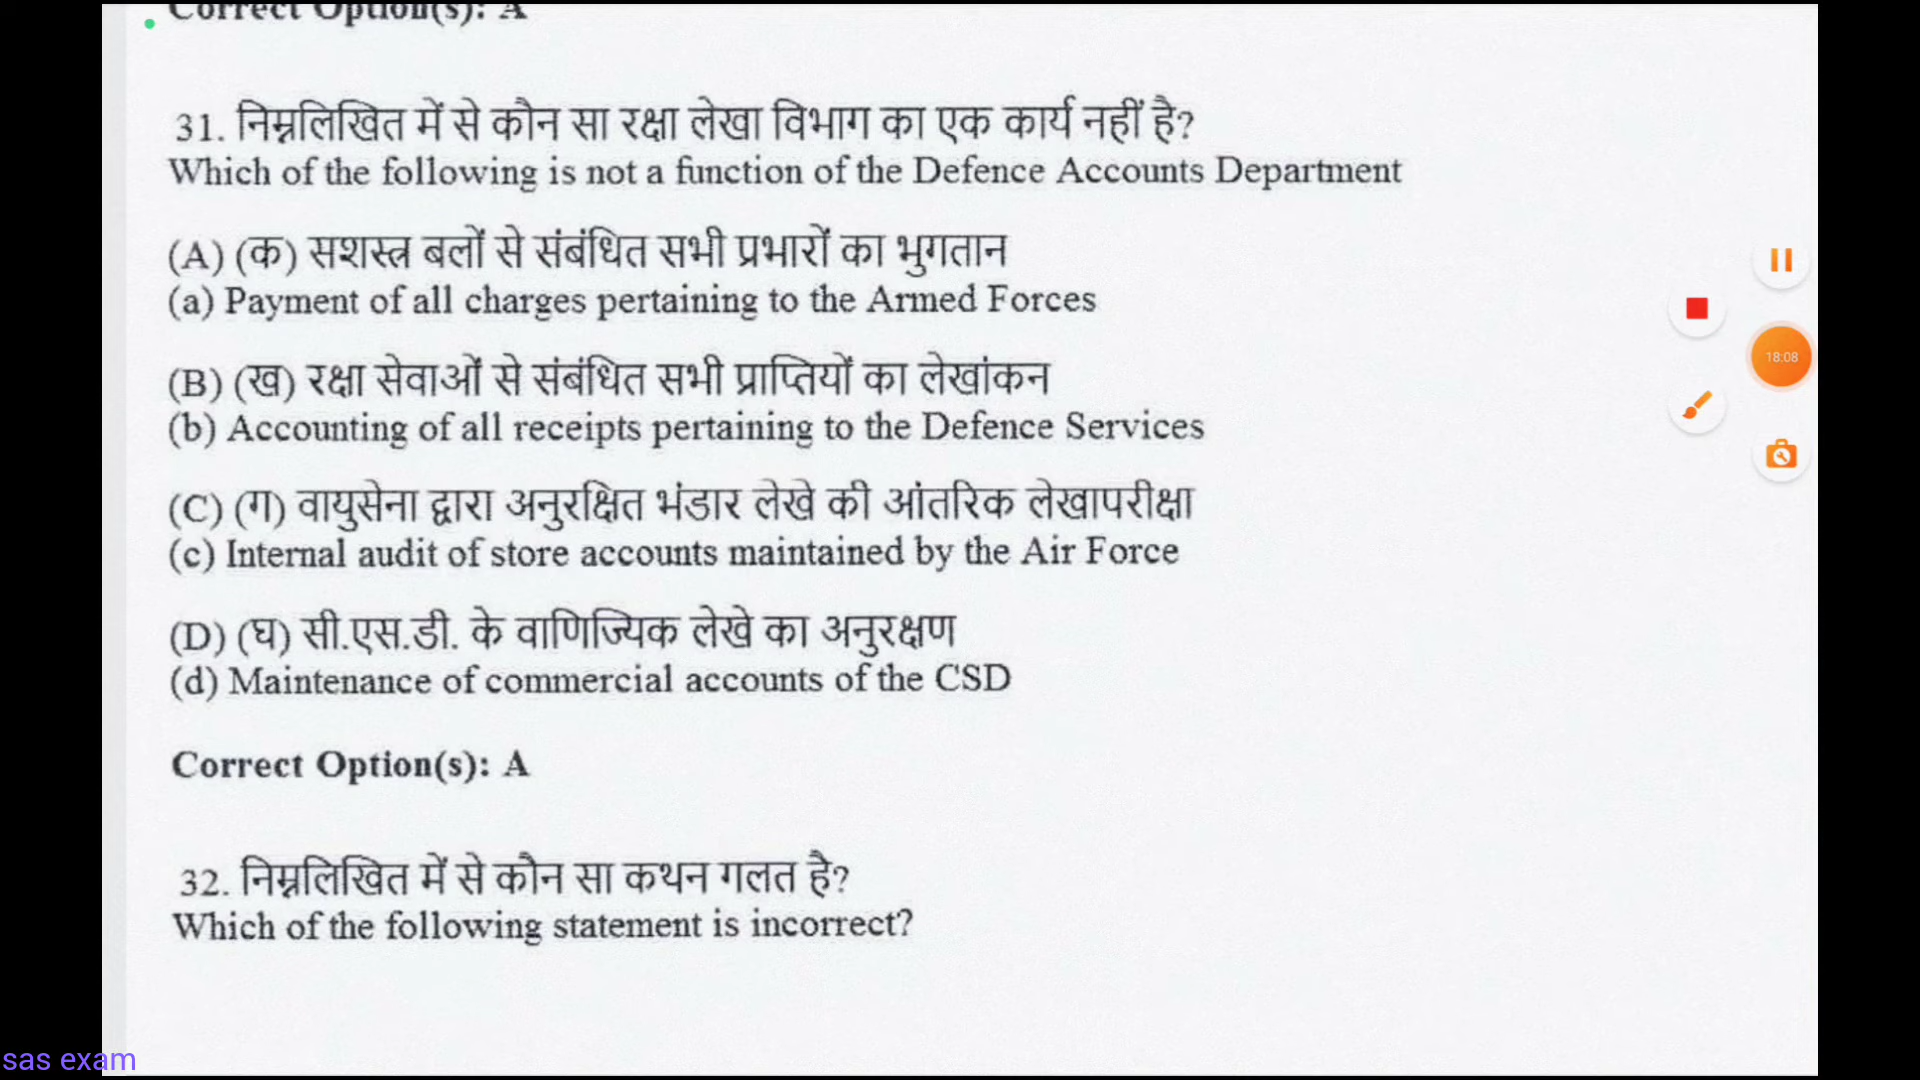 Correct Option(s): A
31. निम्नलिखित में से कौन सा रक्षा लेखा विभाग का एक कार्य नहीं है?
Which of the following is not a function of the Defence Accounts Department
(A) (क) सशस्त्र बलों से संबंधित सभी प्रभारों का भुगतान
(a) Payment of all charges pertaining to the Armed Forces
(B) (ख) रक्षा सेवाओं से संबंधित सभी प्राप्तियों का लेखांकन
(b) Accounting of all receipts pertaining to the Defence Services
(C) (ग) वायुसेना द्वारा अनुरक्षित भंडार लेखे की आंतरिक लेखापरीक्षा
(c) Internal audit of store accounts maintained by the Air Force
(D) (घ) सी.एस.डी. के वाणिज्यिक लेखे का अनुरक्षण
(d) Maintenance of commercial accounts of the CSD
Correct Option(s): A
32. निम्नलिखित में से कौन सा कथन गलत है?
Which of the following statement is incorrect?
18:08
sas exam